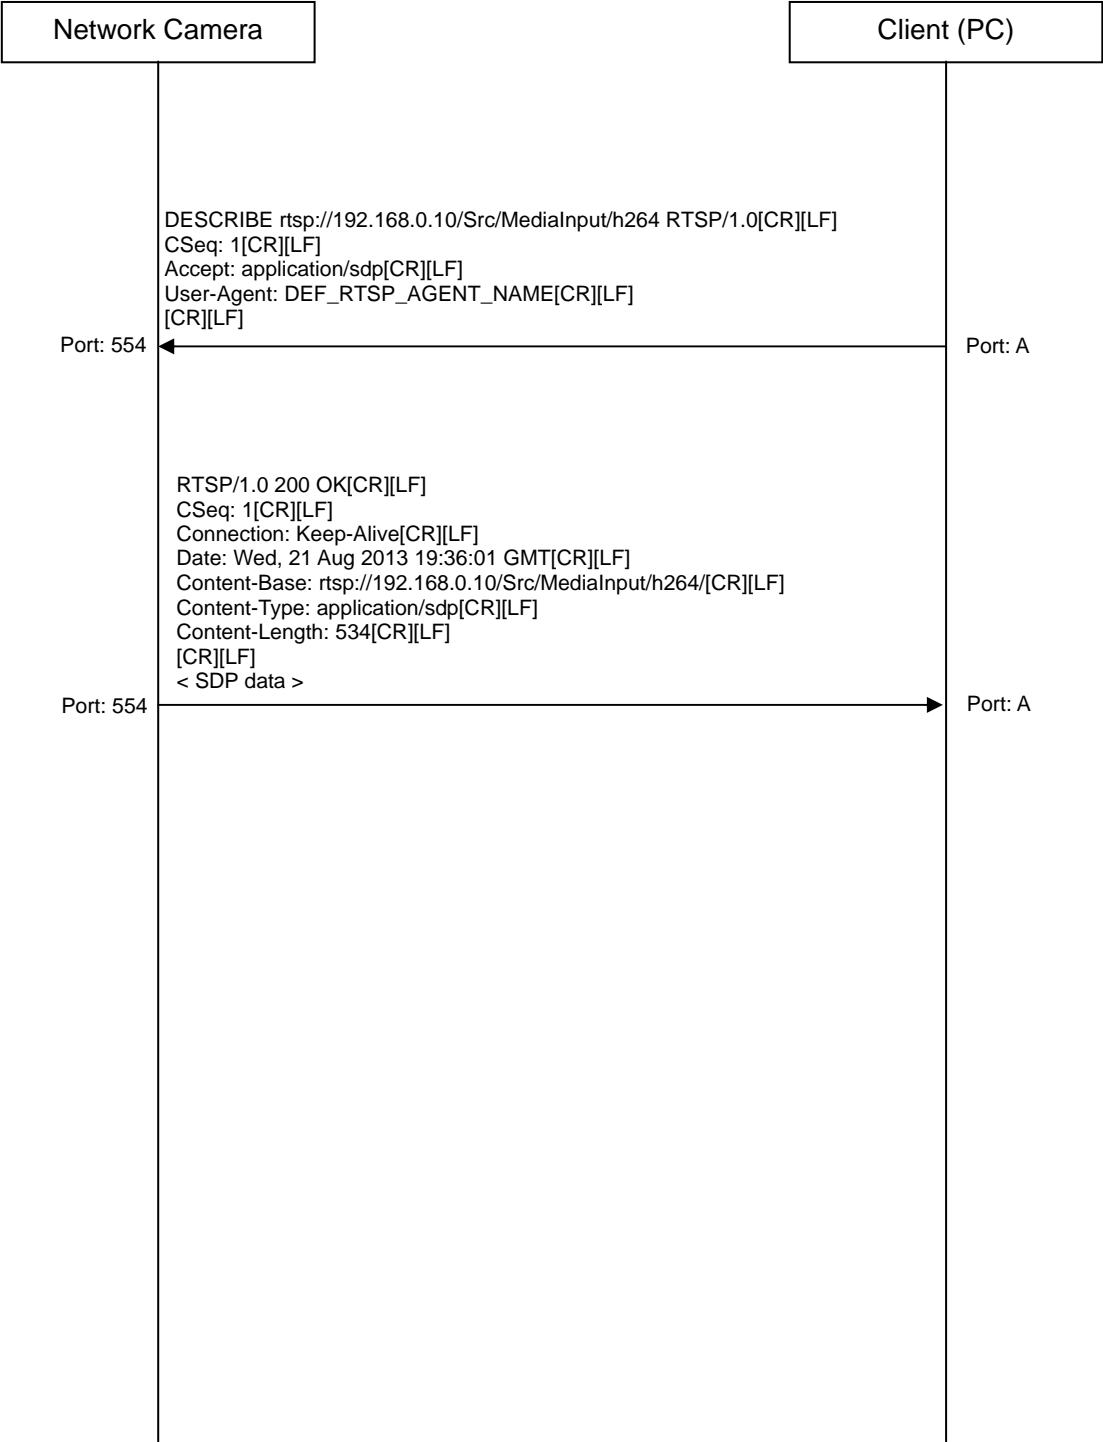 Network Camera
Client (PC)
DESCRIBE rtsp://192.168.0.10/Src/MediaInput/h264 RTSP/1.0[CR][LF]
CSeq: 1[CR][LF]
Accept: application/sdp[CR][LF]
User-Agent: DEF_RTSP_AGENT_NAME[CR][LF]
[CR][LF]
Port: 554
Port: A
RTSP/1.0 200 OK[CR][LF]
CSeq: 1[CR][LF]
Connection: Keep-Alive[CR][LF]
Date: Wed, 21 Aug 2013 19:36:01 GMT[CR][LF]
Content-Base: rtsp://192.168.0.10/Src/MediaInput/h264/[CR][LF]
Content-Type: application/sdp[CR][LF]
Content-Length: 534[CR][LF]
[CR][LF]
< SDP data >
Port: 554
Port: A